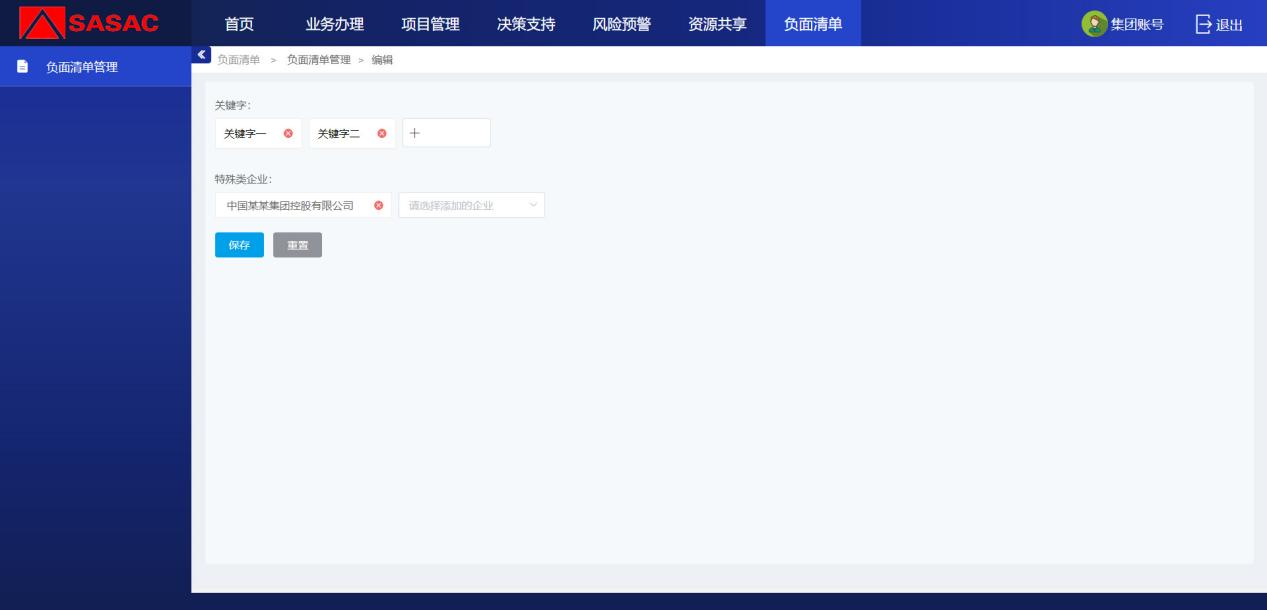 SASAC 首页 业务办理 项目管理 决策支持 风险预警 资源共享 负面清单 集团账号 退出
负面清单管理
负面清单 > 负面清单管理 > 编辑
关键字：
关键字一 关键字二 +
特殊类企业：
中国某某集团控股有限公司 请选择添加的企业
保存 重置